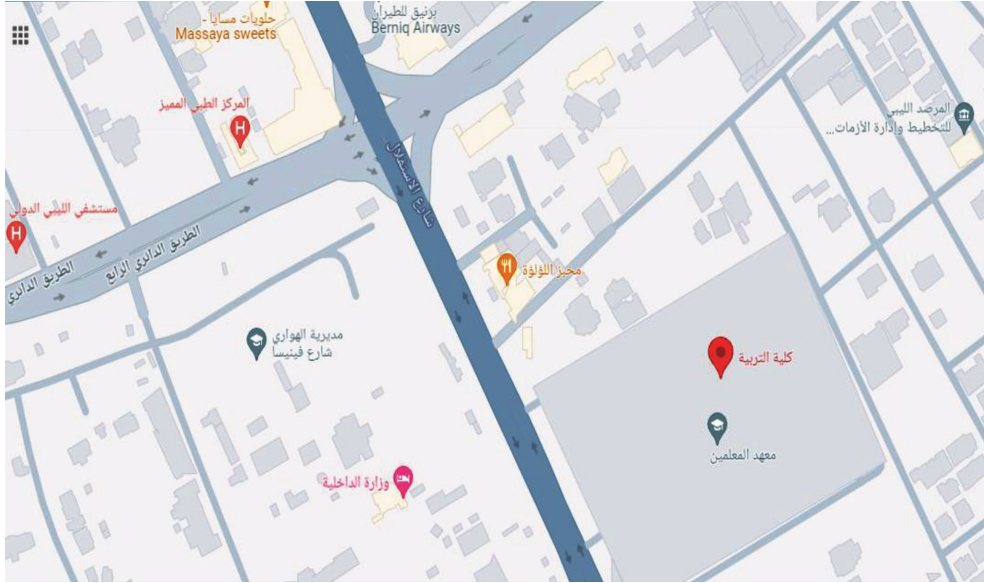 حلويات مسايا -
Massaya sweets
برنيق للطيران
Berniq Airways
المركز الطبي المميز
المرصد الليبي
للتخطيط وإدارة الأزمات...
شارع الاستقلال
مستشفى الليبي الدولي
الطريق الدائري الرابع
الطريق الدائري
مخبز اللؤلؤة
مديرية الهواري
شارع فينيسا
كلية التربية
معهد المعلمين
وزارة الداخلية